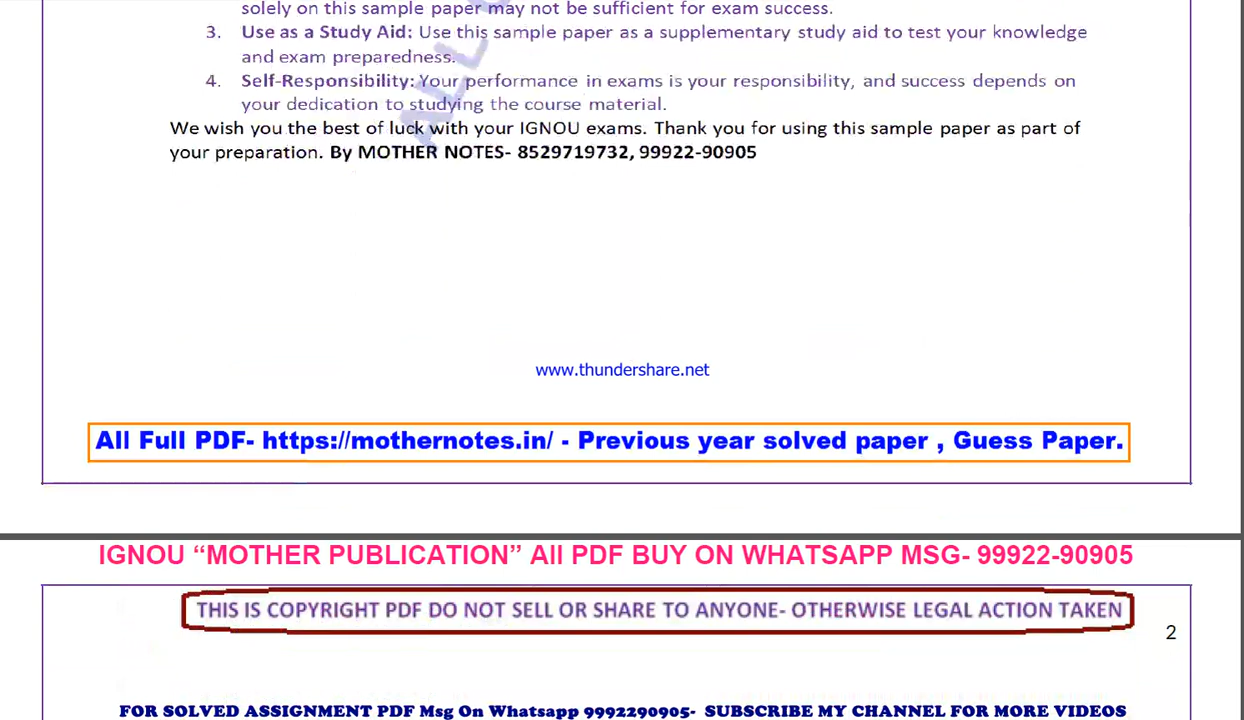 solely on this sample paper may not be sufficient for exam success.
3. Use as a Study Aid: Use this sample paper as a supplementary study aid to test your knowledge
and exam preparedness.
4. Self-Responsibility: Your performance in exams is your responsibility, and success depends on
your dedication to studying the course material.
We wish you the best of luck with your IGNOU exams. Thank you for using this sample paper as part of
your preparation. By MOTHER NOTES- 8529719732, 99922-90905
www.thundershare.net
All Full PDF- https://mothernotes.in/ - Previous year solved paper , Guess Paper.
IGNOU “MOTHER PUBLICATION” All PDF BUY ON WHATSAPP MSG- 99922-90905
THIS IS COPYRIGHT PDF DO NOT SELL OR SHARE TO ANYONE- OTHERWISE LEGAL ACTION TAKEN
2
FOR SOLVED ASSIGNMENT PDF Msg On Whatsapp 9992290905- SUBSCRIBE MY CHANNEL FOR MORE VIDEOS